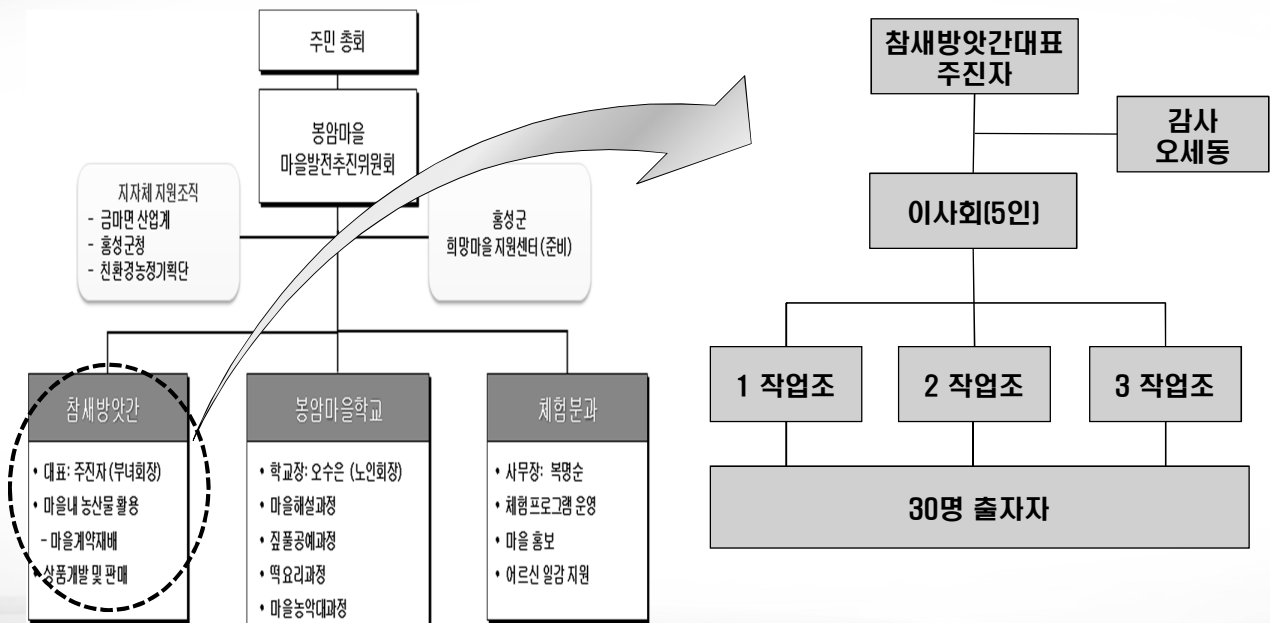 주민 총회
봉암마을
마을발전추진위원회
지자체 지원조직
- 금마면 산업계
- 홍성군청
- 친환경농정기획단
홍성군
희망마을 지원센터 (준비)
참새방앗간
• 대표: 주진자 (부녀회장)
• 마을내 농산물 활용
- 마을계약재배
• 상품개발 및 판매
봉암마을학교
• 학교장: 오수은 (노인회장)
• 마을해설과정
• 짚풀공예과정
• 떡요리과정
• 마을농악대과정
체험분과
• 사무장: 복명순
• 체험프로그램 운영
• 마을 홍보
• 어르신 일감 지원
참새방앗간대표
주진자
감사
오세동
이사회(5인)
1 작업조
2 작업조
3 작업조
30명 출자자